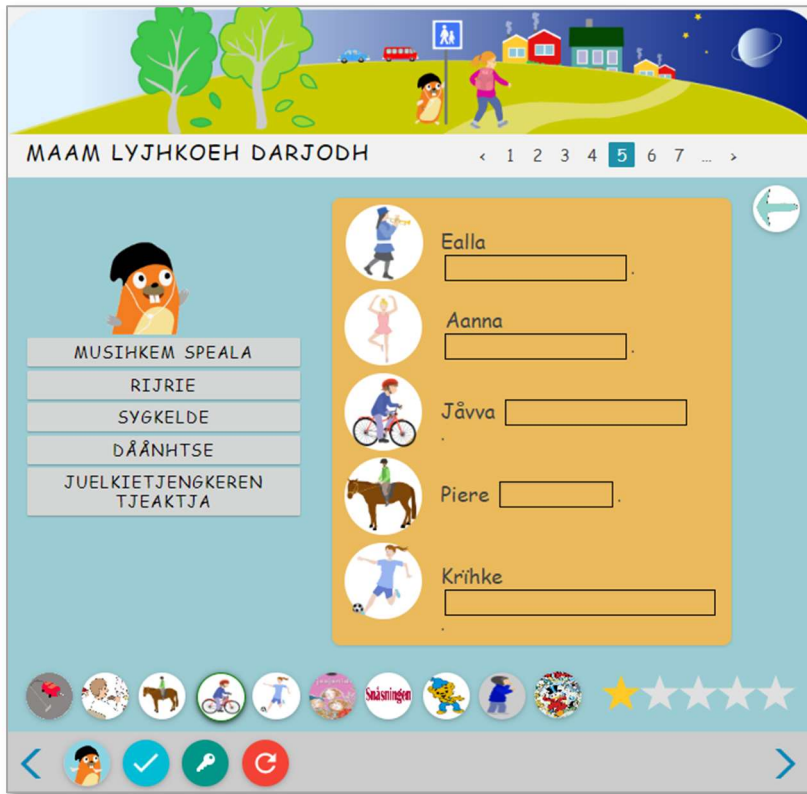 MAAM LYJHKOEH DARJODH
‹ 1 2 3 4 5 6 7 … ›
MUSIHKEM SPEALA
RIJRIE
SYGKELDE
DÅÅNHTSE
JUELKIETJENGKEREN
TJEAKTJA
Ealla
.
Aanna
.
Jåvva
.
Piere .
Krïhke
.
Snåsningen